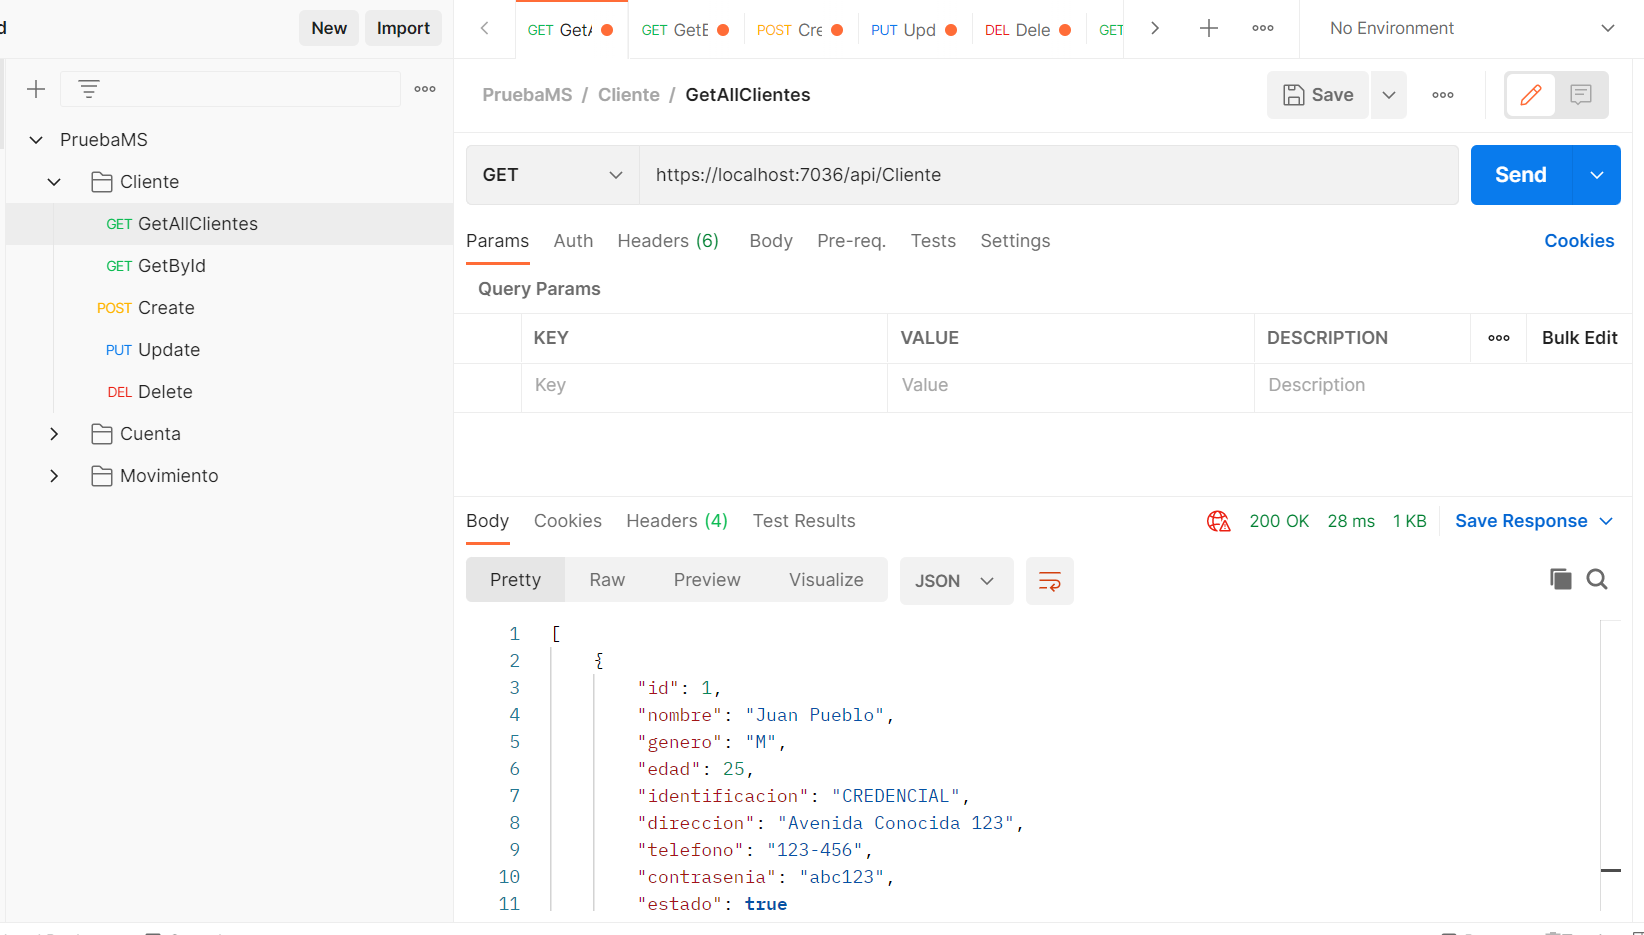 d
New Import
GET GetA GET GetE POST Cre PUT Upd DEL Dele GET No Environment
PruebaMS / Cliente / GetAllClientes Save
PruebaMS
Cliente
GET GetAllClientes
GET GetById
POST Create
PUT Update
DEL Delete
Cuenta
Movimiento
GET https://localhost:7036/api/Cliente Send
Params Auth Headers (6) Body Pre-req. Tests Settings Cookies
Query Params
KEY VALUE DESCRIPTION Bulk Edit
Key Value Description
Body Cookies Headers (4) Test Results 200 OK 28 ms 1 KB Save Response
Pretty Raw Preview Visualize JSON
1 [
2 {
3 "id": 1,
4 "nombre": "Juan Pueblo",
5 "genero": "M",
6 "edad": 25,
7 "identificacion": "CREDENCIAL",
8 "direccion": "Avenida Conocida 123",
9 "telefono": "123-456",
10 "contrasenia": "abc123",
11 "estado": true